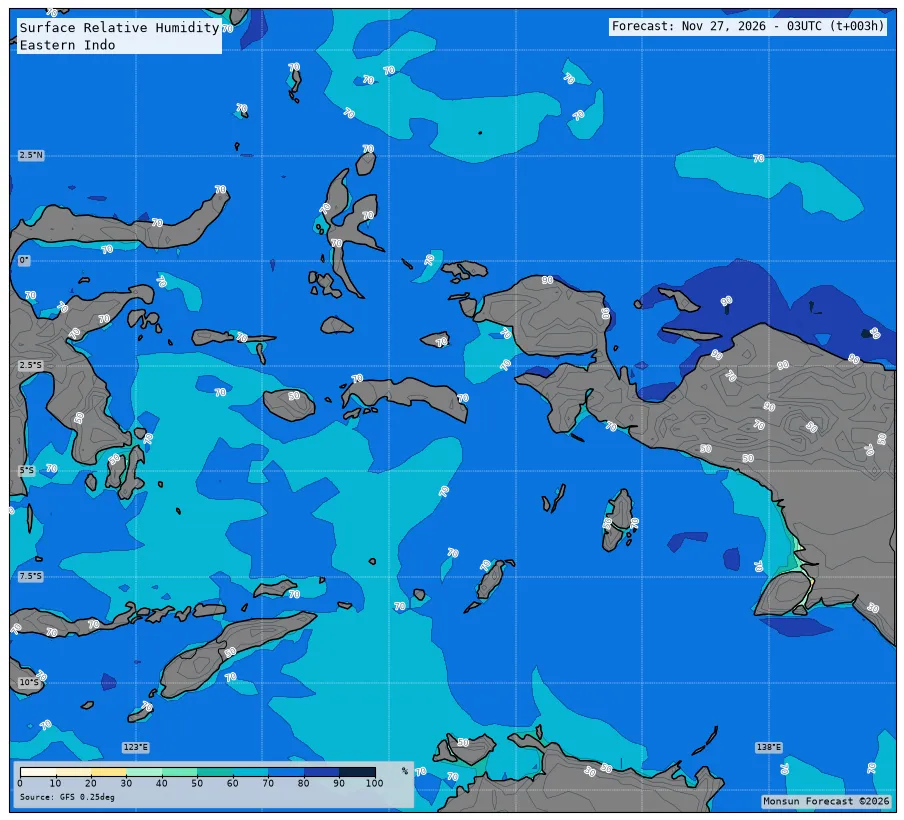 Surface Relative Humidity
Eastern Indo
Forecast: Nov 27, 2026 - 03UTC (t+003h)
2.5°N
0°
2.5°S
5°S
7.5°S
10°S
123°E
138°E
0 10 20 30 40 50 60 70 80 90 100
%
Source: GFS 0.25deg
Monsun Forecast ©2026